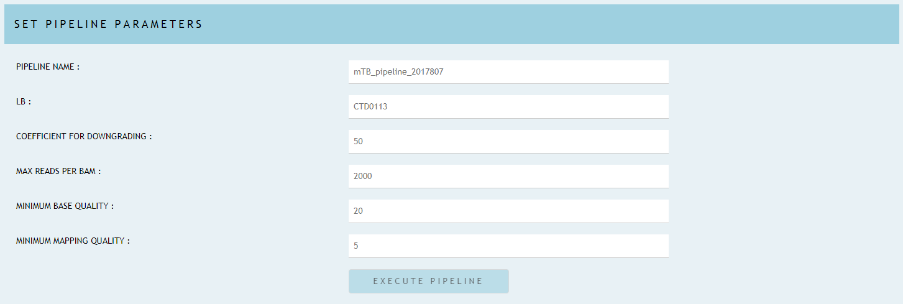 SET PIPELINE PARAMETERS
PIPELINE NAME : mTB_pipeline_2017807
LB : CTD0113
COEFFICIENT FOR DOWNGRADING : 50
MAX READS PER BAM : 2000
MINIMUM BASE QUALITY : 20
MINIMUM MAPPING QUALITY : 5
EXECUTE PIPELINE